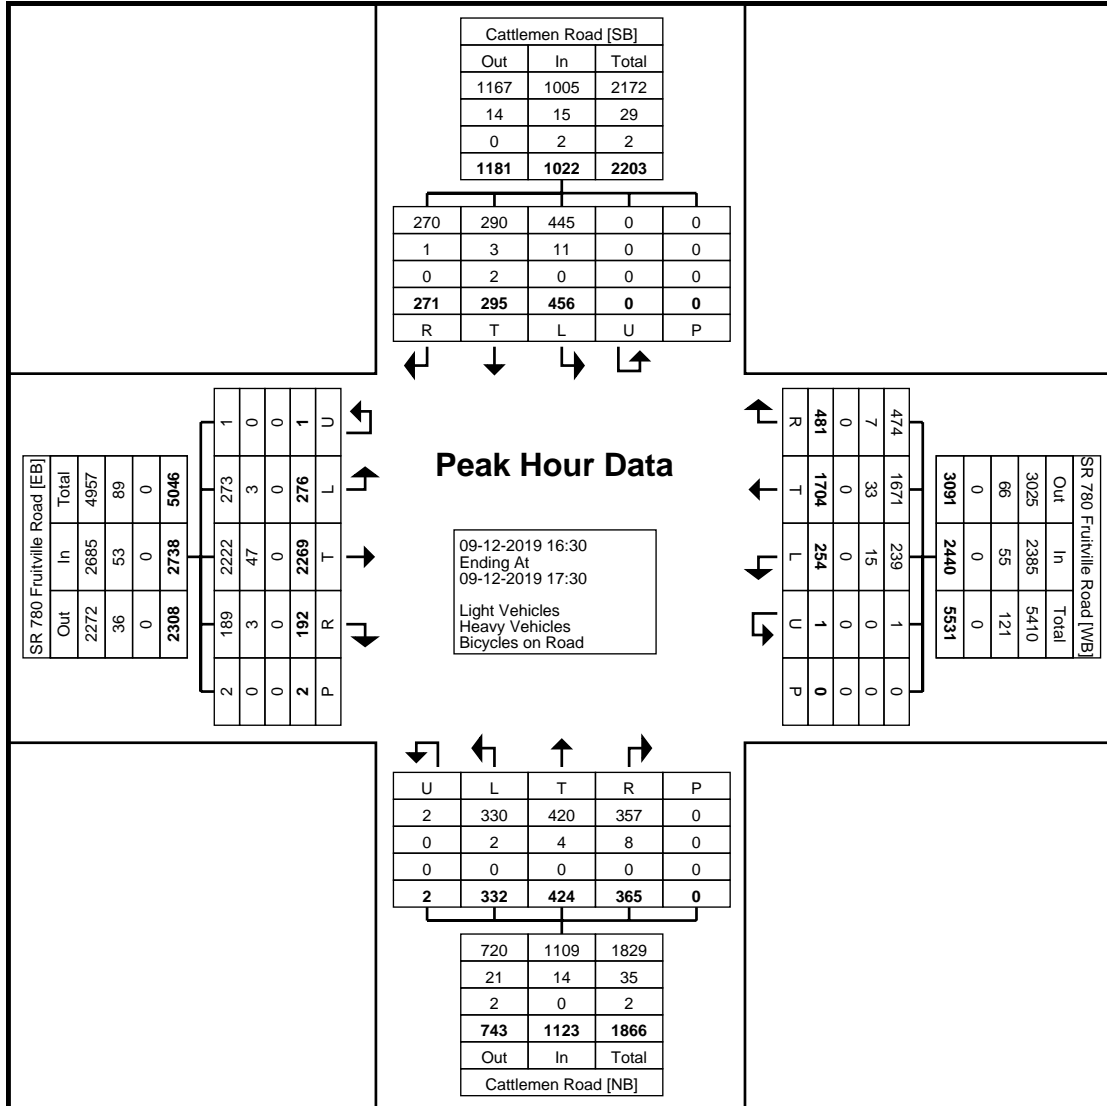 Cattlemen Road [SB]
Out In Total
1167 1005 2172
14 15 29
0 2 2
1181 1022 2203
270 290 445 0 0
1 3 11 0 0
0 2 0 0 0
271 295 456 0 0
R T L U P
SR 780 Fruitville Road [EB]
Total In Out
4957 2685 2272
89 53 36
0 0 0
5046 2738 2308
1 273 2222 189 2
0 3 47 3 0
0 0 0 0 0
1 276 2269 192 2
U L T R P
Peak Hour Data
09-12-2019 16:30
Ending At
09-12-2019 17:30
Light Vehicles
Heavy Vehicles
Bicycles on Road
SR 780 Fruitville Road [WB]
Out In Total
3025 2385 5410
66 55 121
0 0 0
3091 2440 5531
474 1671 239 1 0
7 33 15 0 0
0 0 0 0 0
481 1704 254 1 0
R T L U P
U L T R P
2 330 420 357 0
0 2 4 8 0
0 0 0 0 0
2 332 424 365 0
720 1109 1829
21 14 35
2 0 2
743 1123 1866
Out In Total
Cattlemen Road [NB]